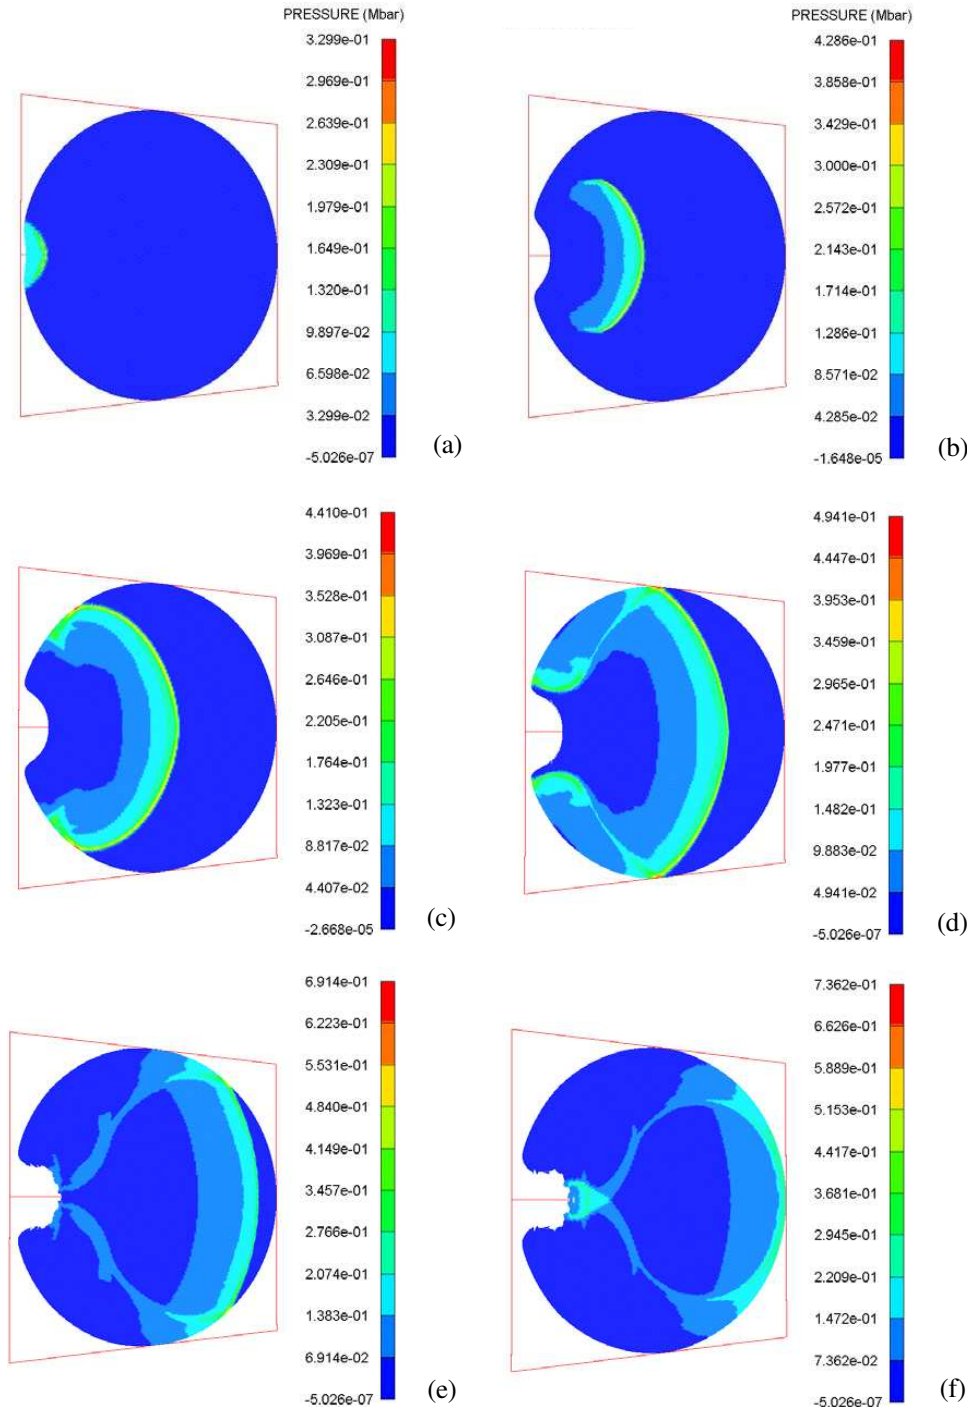 PRESSURE (Mbar)
3.299e-01
2.969e-01
2.639e-01
2.309e-01
1.979e-01
1.649e-01
1.320e-01
9.897e-02
6.598e-02
3.299e-02
-5.026e-07
(a)
PRESSURE (Mbar)
4.286e-01
3.858e-01
3.429e-01
3.000e-01
2.572e-01
2.143e-01
1.714e-01
1.286e-01
8.571e-02
4.285e-02
-1.648e-05
(b)
4.410e-01
3.969e-01
3.528e-01
3.087e-01
2.646e-01
2.205e-01
1.764e-01
1.323e-01
8.817e-02
4.407e-02
-2.668e-05
(c)
4.941e-01
4.447e-01
3.953e-01
3.459e-01
2.965e-01
2.471e-01
1.977e-01
1.482e-01
9.883e-02
4.941e-02
-5.026e-07
(d)
6.914e-01
6.223e-01
5.531e-01
4.840e-01
4.149e-01
3.457e-01
2.766e-01
2.074e-01
1.383e-01
6.914e-02
-5.026e-07
(e)
7.362e-01
6.626e-01
5.889e-01
5.153e-01
4.417e-01
3.681e-01
2.945e-01
2.209e-01
1.472e-01
7.362e-02
-5.026e-07
(f)